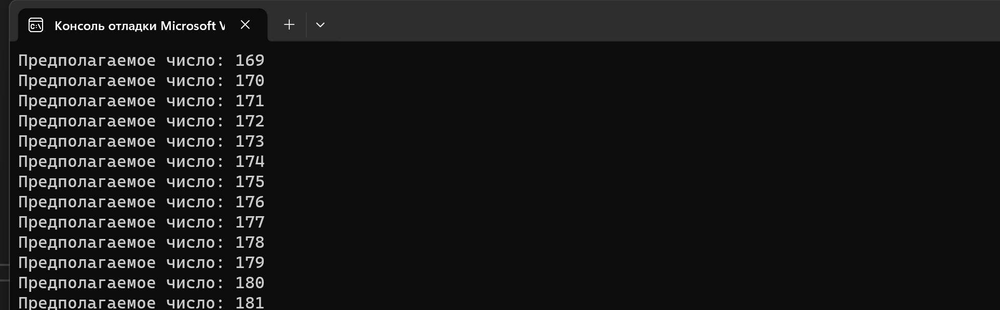 Консоль отладки Microsoft V
Предполагаемое число: 169
Предполагаемое число: 170
Предполагаемое число: 171
Предполагаемое число: 172
Предполагаемое число: 173
Предполагаемое число: 174
Предполагаемое число: 175
Предполагаемое число: 176
Предполагаемое число: 177
Предполагаемое число: 178
Предполагаемое число: 179
Предполагаемое число: 180
Предполагаемое число: 181